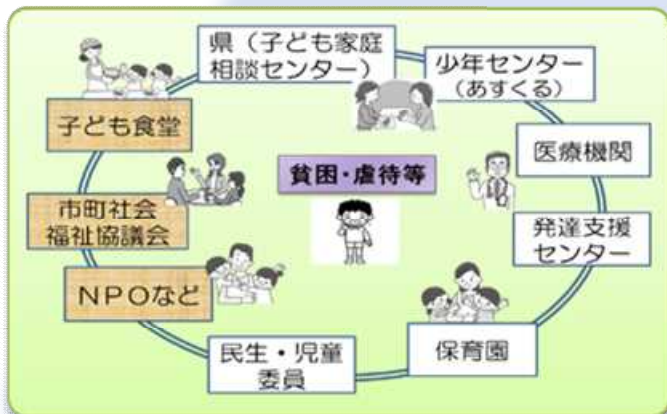 県（子ども家庭
相談センター）
少年センター
（あすくる）
子ども食堂
医療機関
貧困・虐待等
市町社会
福祉協議会
発達支援
センター
ＮＰＯなど
保育園
民生・児童
委員